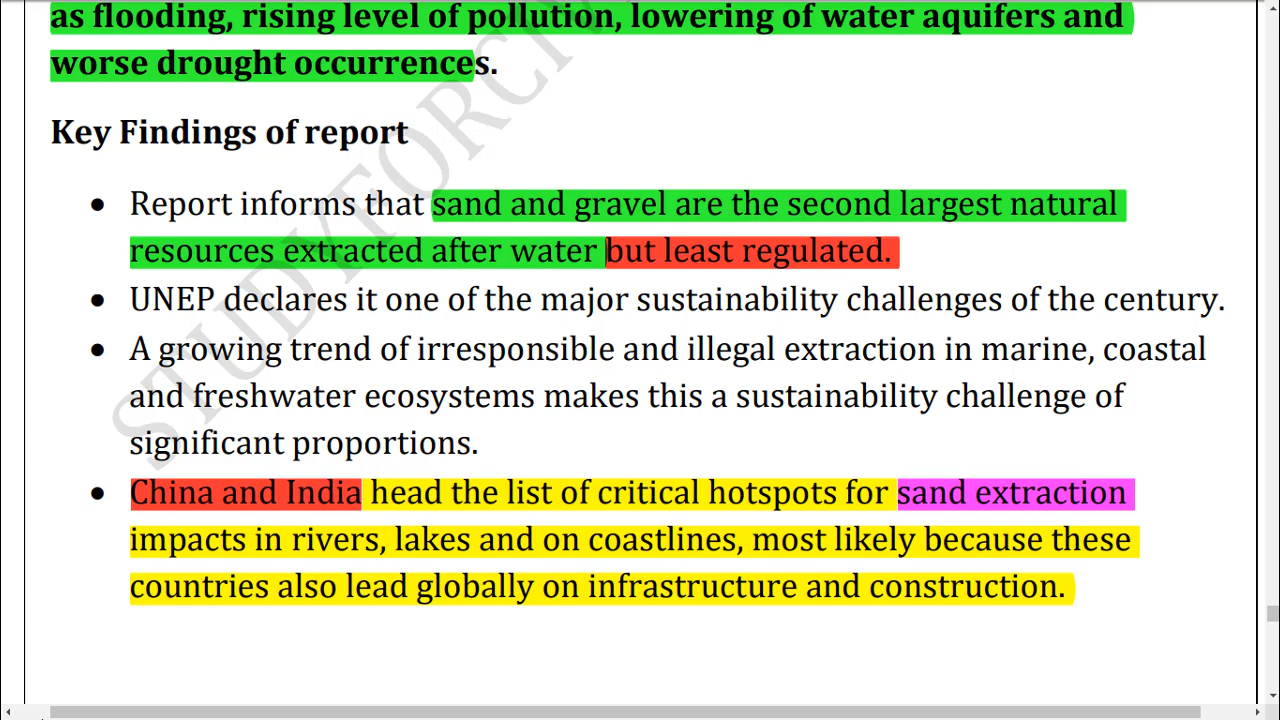 as flooding, rising level of pollution, lowering of water aquifers and
worse drought occurrences.
Key Findings of report
• Report informs that sand and gravel are the second largest natural
resources extracted after water but least regulated.
• UNEP declares it one of the major sustainability challenges of the century.
• A growing trend of irresponsible and illegal extraction in marine, coastal
and freshwater ecosystems makes this a sustainability challenge of
significant proportions.
• China and India head the list of critical hotspots for sand extraction
impacts in rivers, lakes and on coastlines, most likely because these
countries also lead globally on infrastructure and construction.
STUDYFORCIV